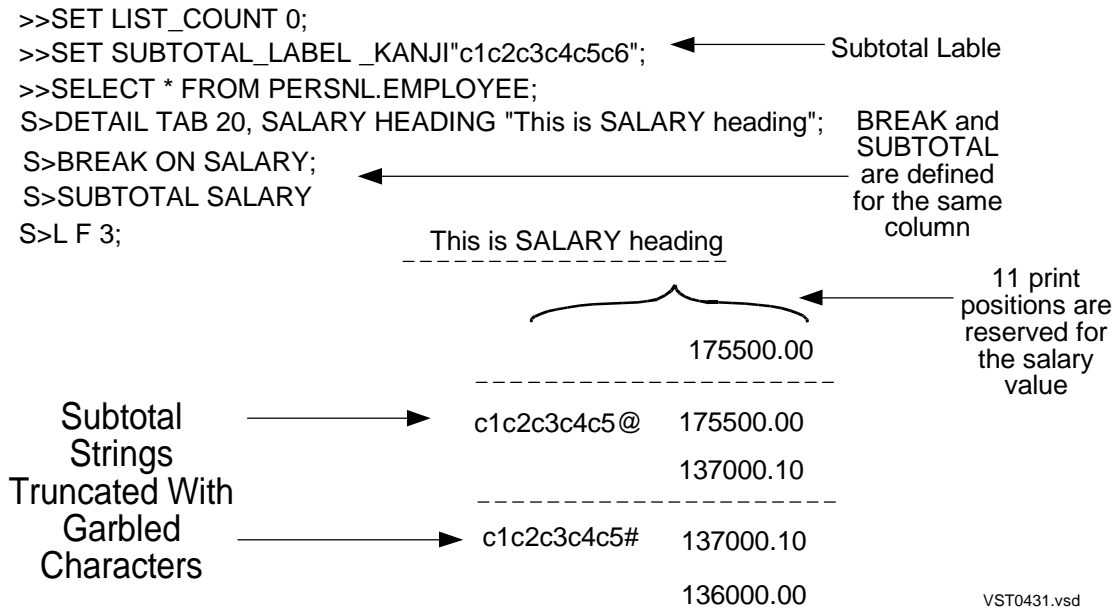 >>SET LIST_COUNT 0;
>>SET SUBTOTAL_LABEL _KANJI"c1c2c3c4c5c6";
Subtotal Lable
>>SELECT * FROM PERSNL.EMPLOYEE;
S>DETAIL TAB 20, SALARY HEADING "This is SALARY heading";
S>BREAK ON SALARY;
S>SUBTOTAL SALARY
S>L F 3;
BREAK and
SUBTOTAL
are defined
for the same
column
This is SALARY heading
11 print
positions are
reserved for
the salary
value
175500.00
Subtotal
Strings
Truncated With
Garbled
Characters
c1c2c3c4c5@ 175500.00
137000.10
c1c2c3c4c5# 137000.10
136000.00
VST0431.vsd